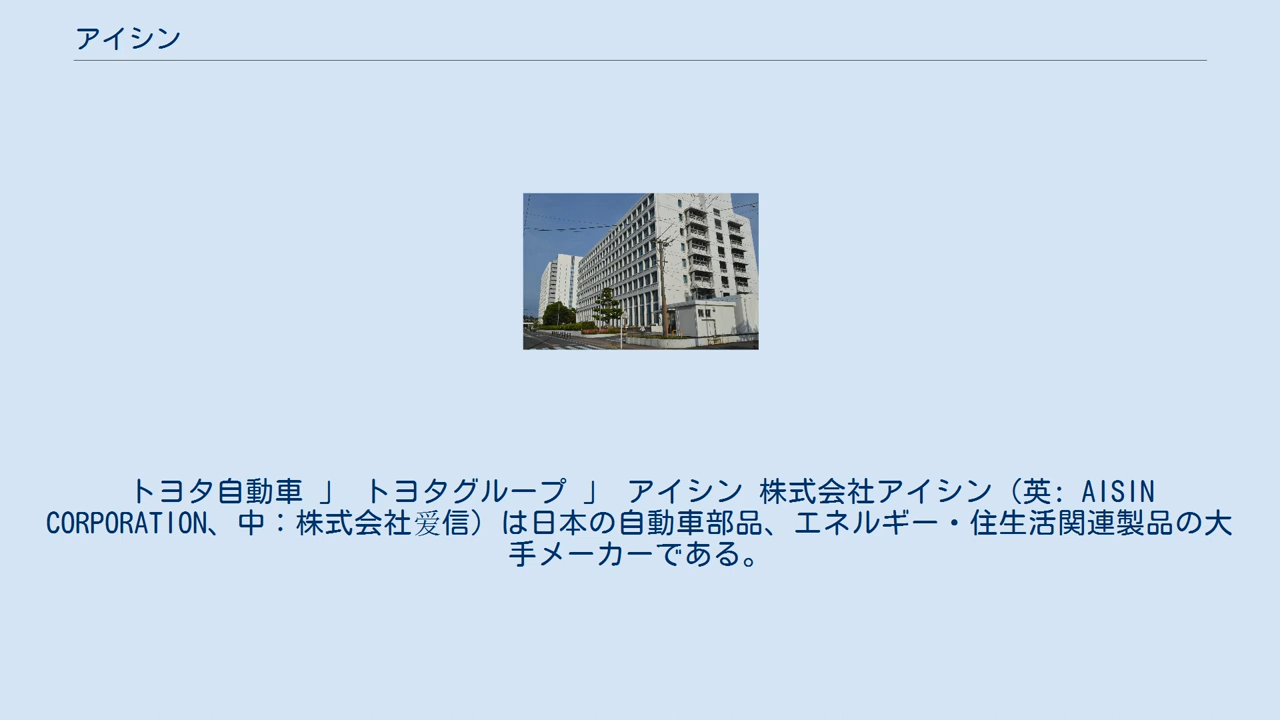 アイシン
トヨタ自動車 」 トヨタグループ 」 アイシン 株式会社アイシン（英: AISIN
CORPORATION、中：株式会社爱信）は日本の自動車部品、エネルギー・住生活関連製品の大
手メーカーである。